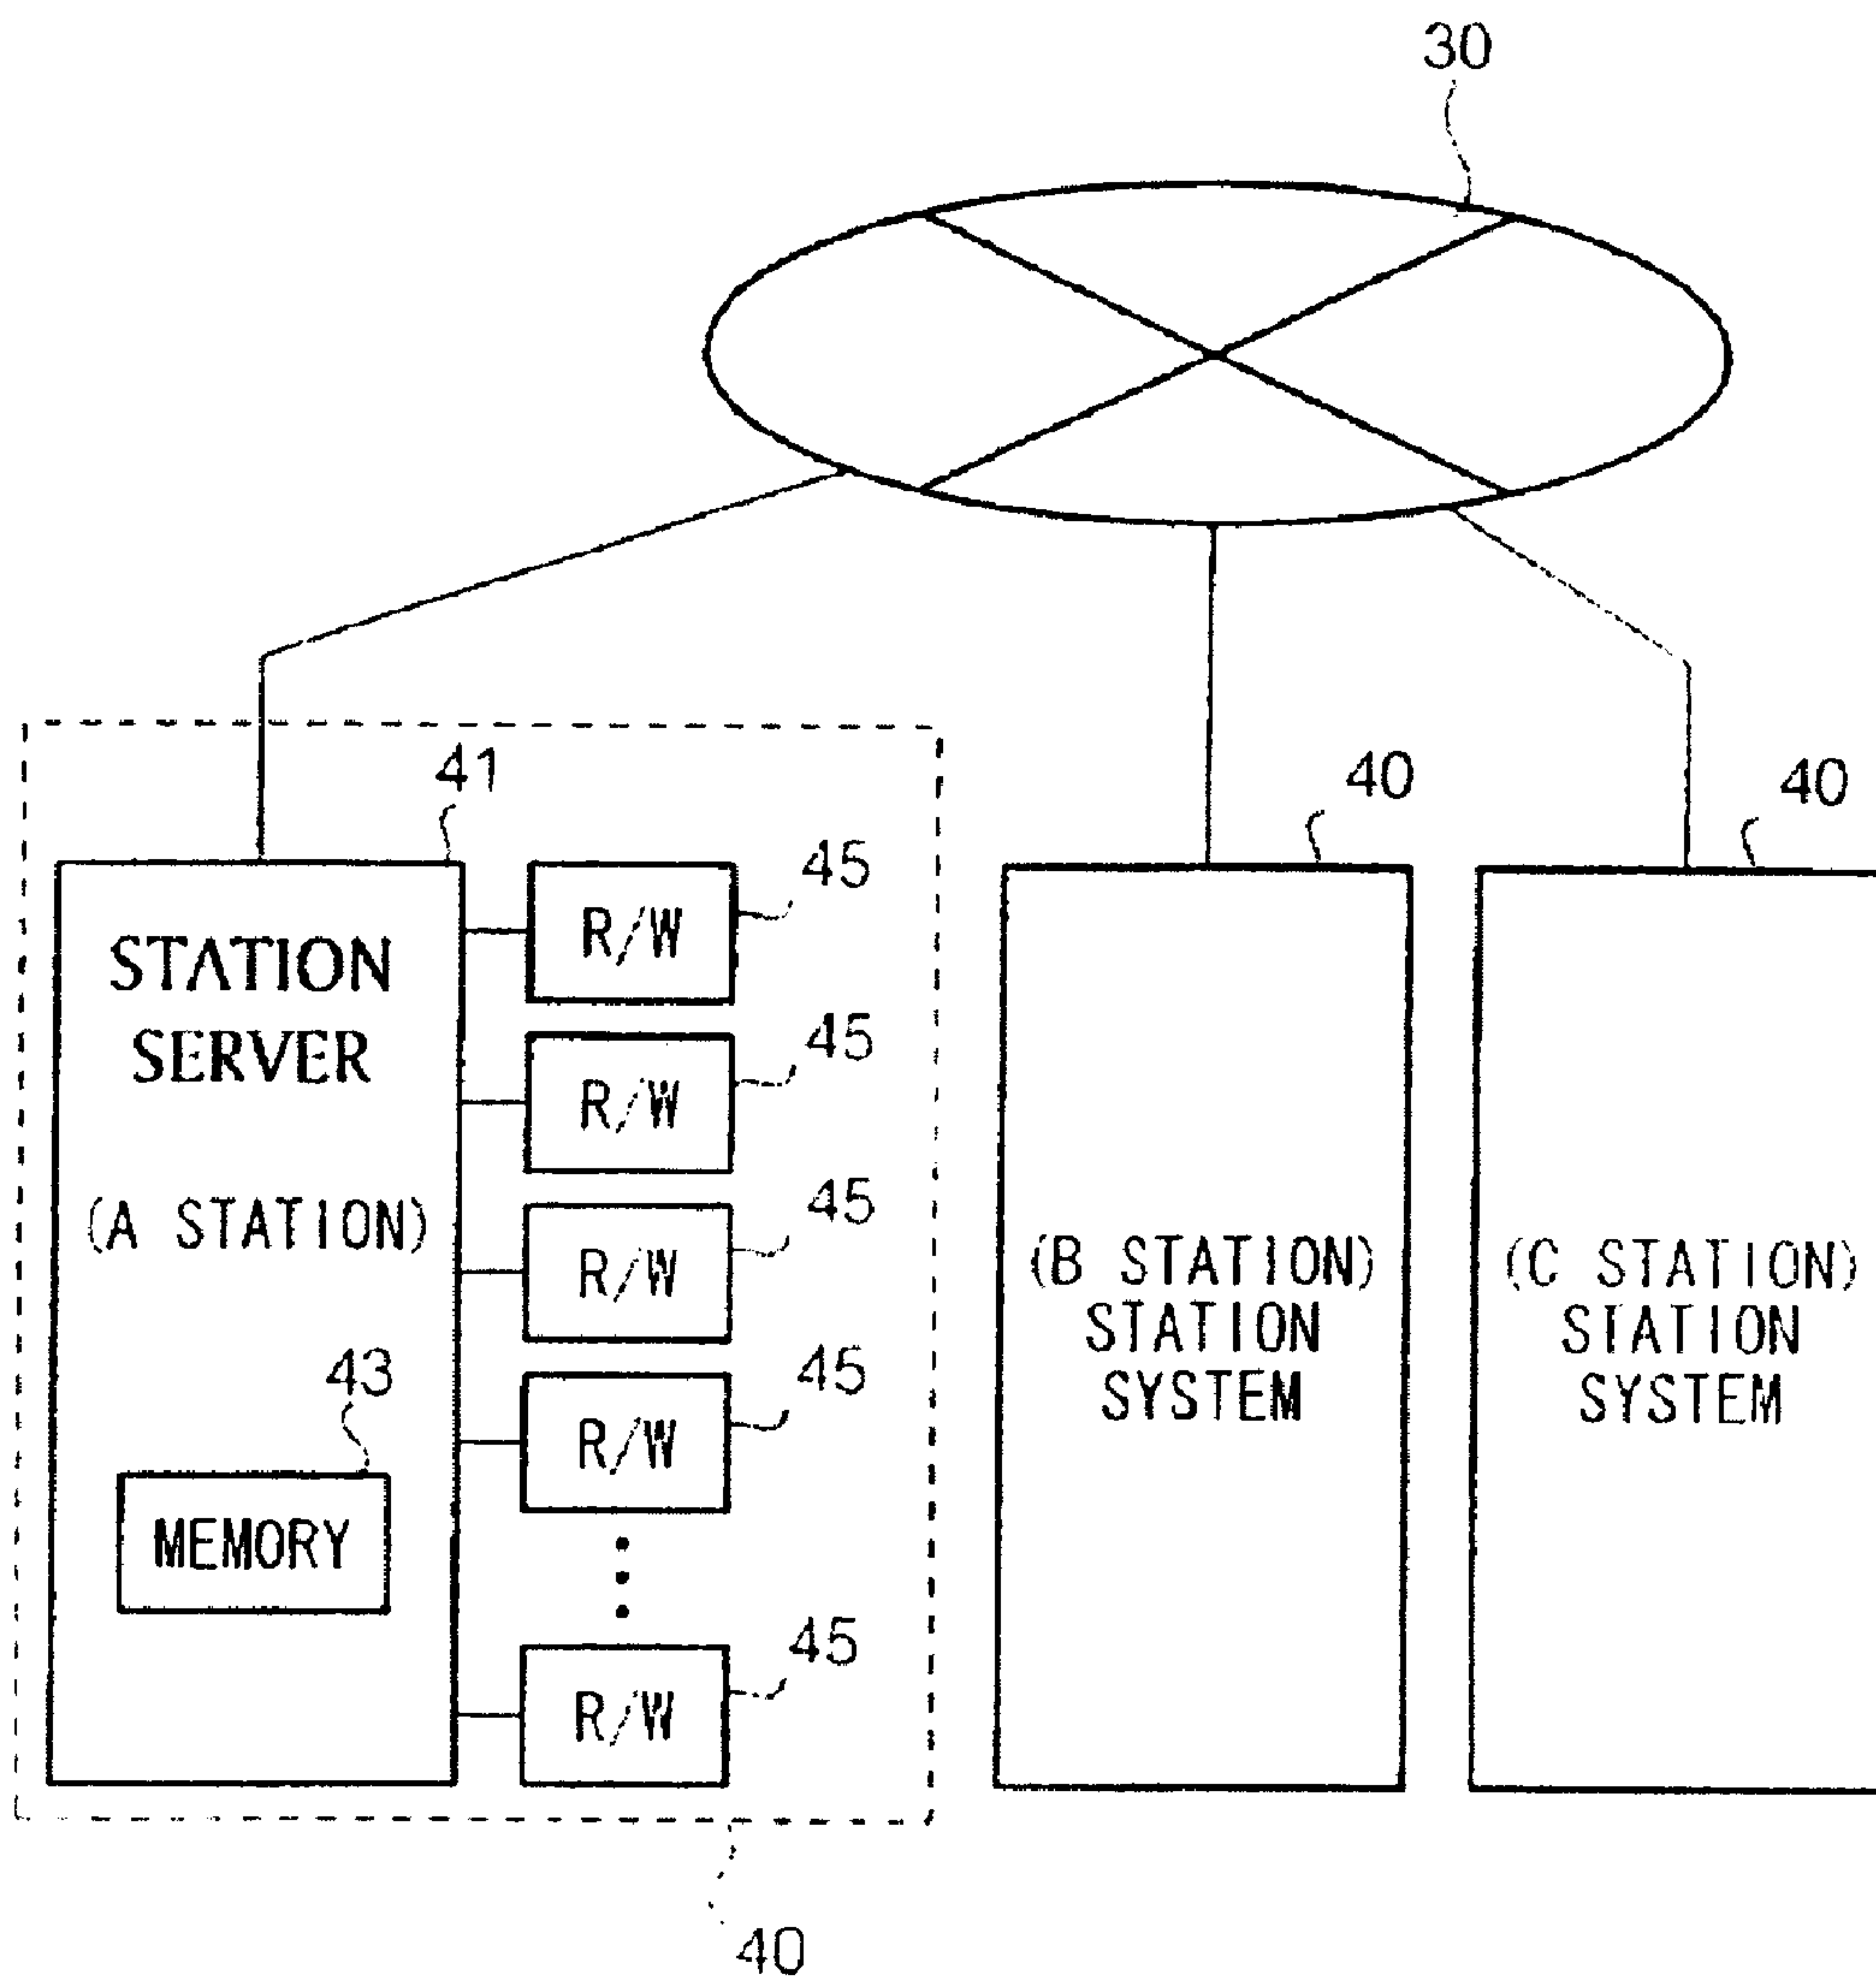 30
41
40
40
STATION
SERVER
(A STATION)
43
MEMORY
R/W
45
R/W
45
R/W
45
R/W
45
R/W
45
(B STATION)
STATION
SYSTEM
(C STATION)
STATION
SYSTEM
40